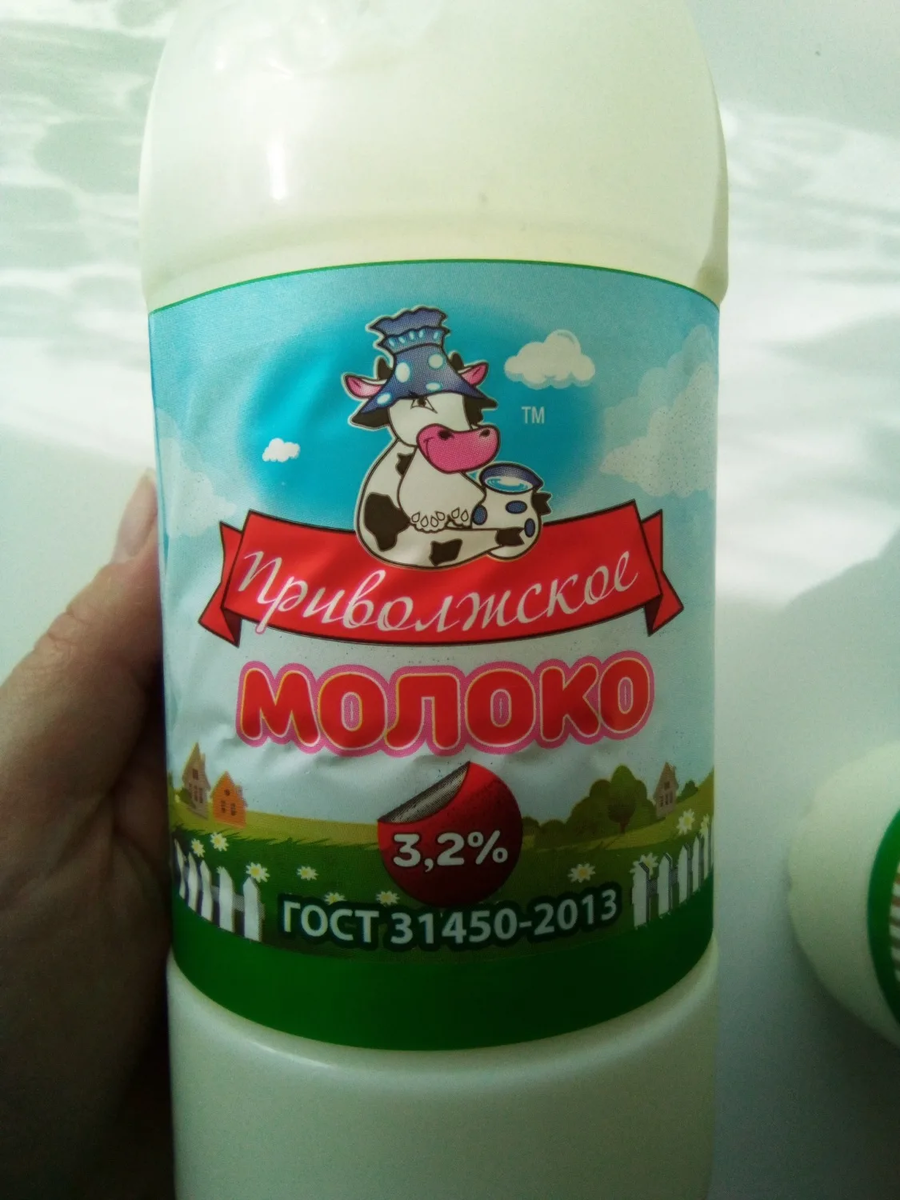 TM
Приволжское
МОЛОКО
3,2%
ГОСТ 31450-2013